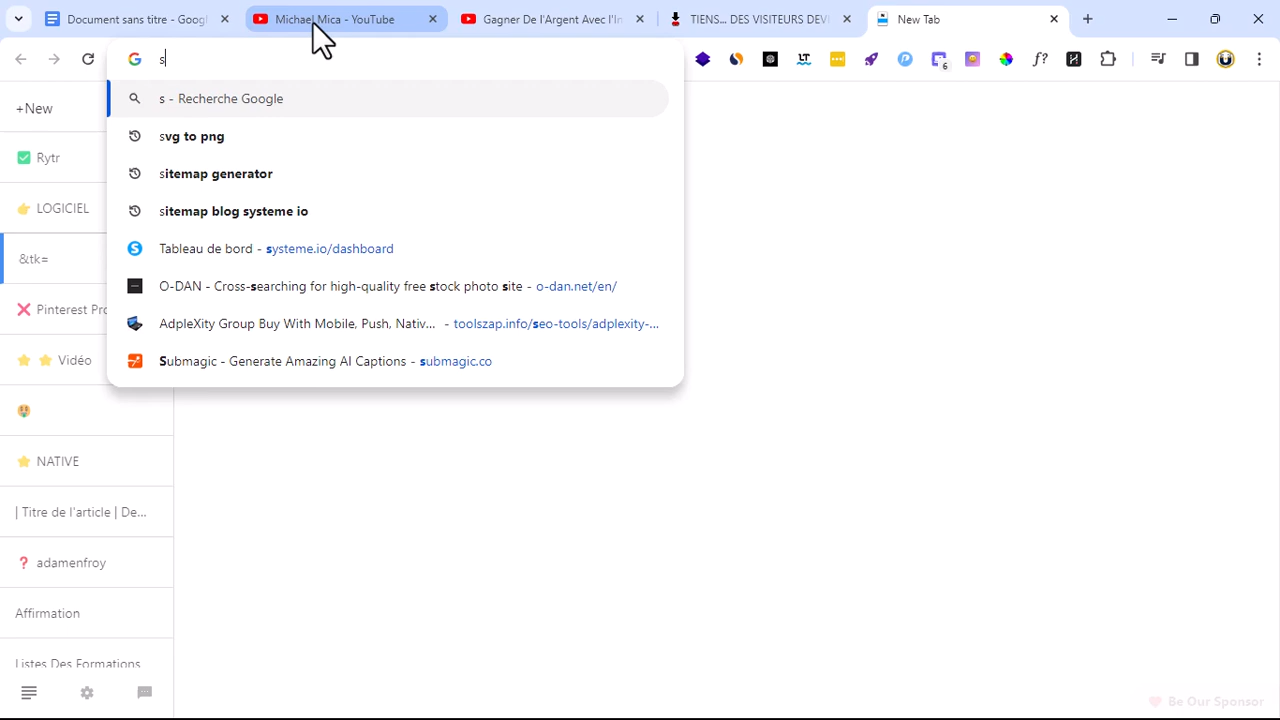 Document sans titre - Googl
Michael Mica - YouTube
Gagner De l'Argent Avec l'In
TIENS... DES VISITEURS DEVI
New Tab
s
6
+New
s - Recherche Google
svg to png
sitemap generator
sitemap blog systeme io
Tableau de bord - systeme.io/dashboard
O-DAN - Cross-searching for high-quality free stock photo site - o-dan.net/en/
AdpleXity Group Buy With Mobile, Push, Nativ... - toolszap.info/seo-tools/adplexity-...
Submagic - Generate Amazing AI Captions - submagic.co
Rytr
LOGICIEL
&tk=
Pinterest Pro
Vidéo
NATIVE
| Titre de l'article | De...
adamenfroy
Affirmation
Listes Des Formations
Be Our Sponsor